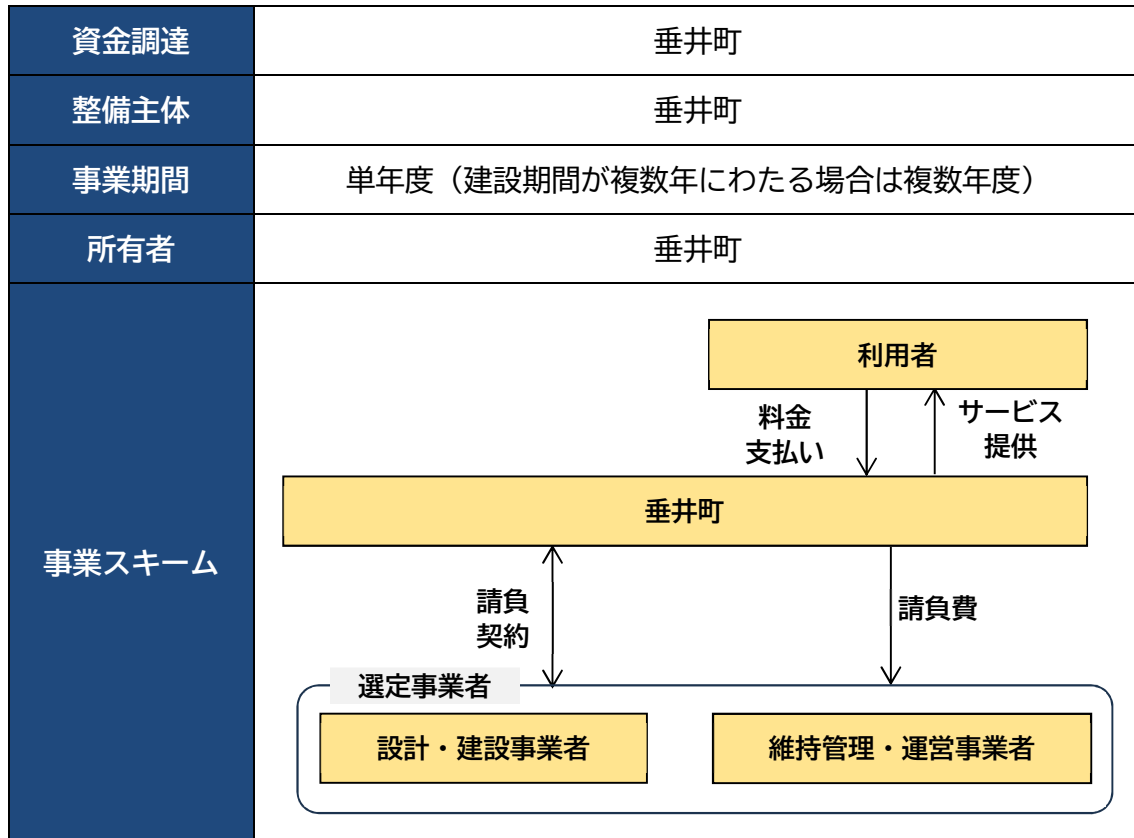 資金調達
垂井町
整備主体
垂井町
事業期間
単年度（建設期間が複数年にわたる場合は複数年度）
所有者
垂井町
事業スキーム
利用者
料金
支払い
サービス
提供
垂井町
請負
契約
請負費
選定事業者
設計・建設事業者
維持管理・運営事業者